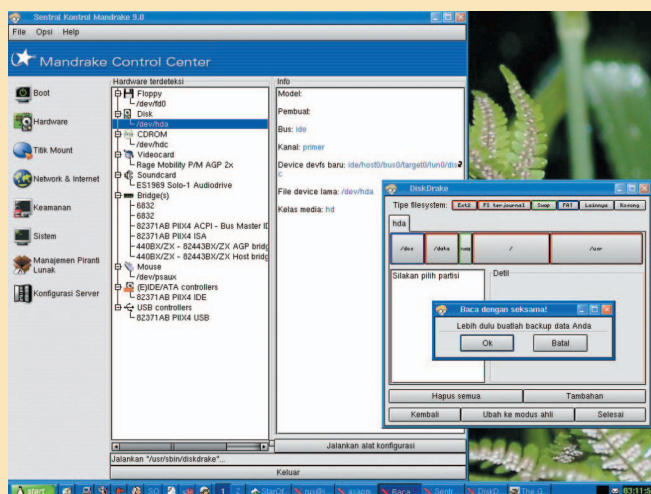 Sentral Kontrol Mandrake 9.0
File Opsi Help
Mandrake Control Center
Boot
Hardware
Titik Mount
Network & Internet
Keamanan
Sistem
Manajemen Piranti
Lunak
Konfigurasi Server
Hardware terdeteksi
Floppy
/dev/fd0
Disk
/dev/hda
CDROM
/dev/hdc
Videocard
Rage Mobility P/M AGP 2x
Soundcard
ES1969 Solo-1 Audiodrive
Bridge(s)
6832
6832
82371AB PIIX4 ACPI - Bus Master I
82371AB PIIX4 ISA
440BX/ZX - 82443BX/ZX AGP bridg
440BX/ZX - 82443BX/ZX Host bridg
Mouse
/dev/psaux
(E)IDE/ATA controllers
82371AB PIIX4 IDE
USB controllers
82371AB PIIX4 USB
Info
Model:
Pembuat:
Bus: ide
Kanal: primer
Device devfs baru: ide/host0/bus0/target0/lun0/dis
c
File device lama: /dev/hda
Kelas media: hd
Jalankan alat konfigurasi
Jalankan "/usr/sbin/diskdrake"...
Keluar
DiskDrake
Tipe filesystem: Ext2 FS terjournal Swap FAT Lainnya Kosong
hda
/dos /data / /usr
Silakan pilih partisi
Detil
Baca dengan seksama!
Lebih dulu buatlah backup data Anda
Ok Batal
Hapus semua Tambahan
Kembali Ubah ke modus ahli Selesai
start 1 2 StarOf Baca Sentr DiskD The G